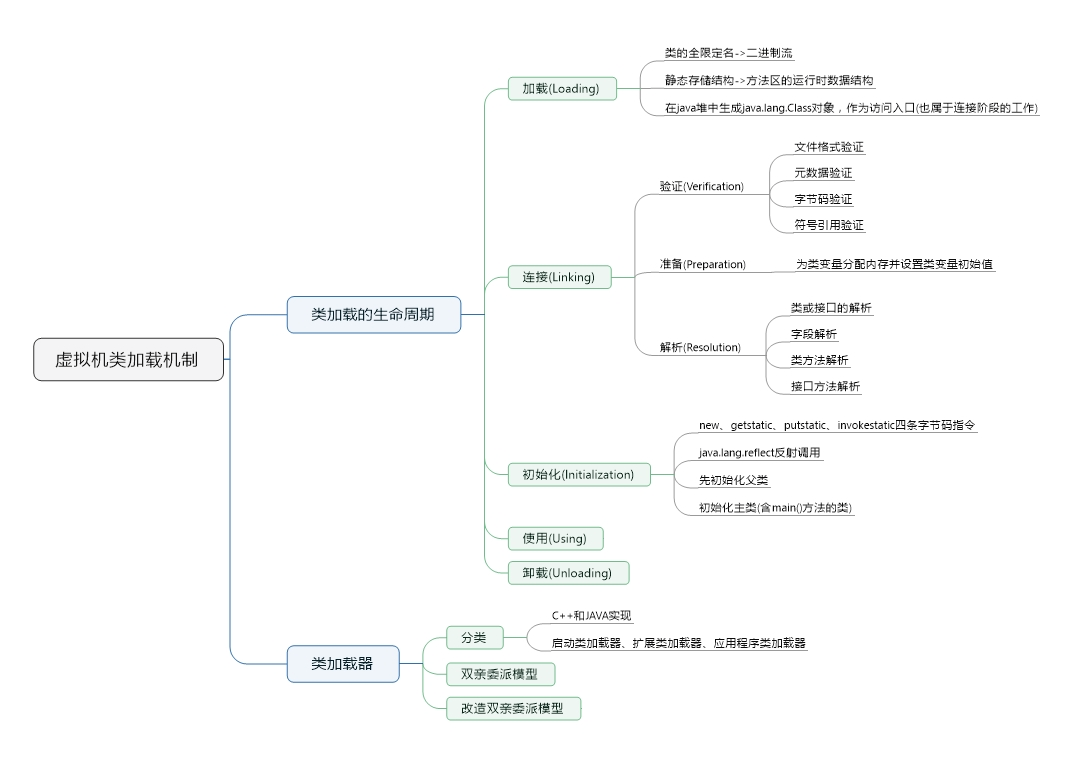 虚拟机类加载机制
类加载的生命周期
加载(Loading)
类的全限定名->二进制流
静态存储结构->方法区的运行时数据结构
在java堆中生成java.lang.Class对象，作为访问入口(也属于连接阶段的工作)
连接(Linking)
验证(Verification)
文件格式验证
元数据验证
字节码验证
符号引用验证
准备(Preparation)
为类变量分配内存并设置类变量初始值
解析(Resolution)
类或接口的解析
字段解析
类方法解析
接口方法解析
初始化(Initialization)
new、getstatic、putstatic、invokestatic四条字节码指令
java.lang.reflect反射调用
先初始化父类
初始化主类(含main()方法的类)
使用(Using)
卸载(Unloading)
类加载器
分类
C++和JAVA实现
启动类加载器、扩展类加载器、应用程序类加载器
双亲委派模型
改造双亲委派模型